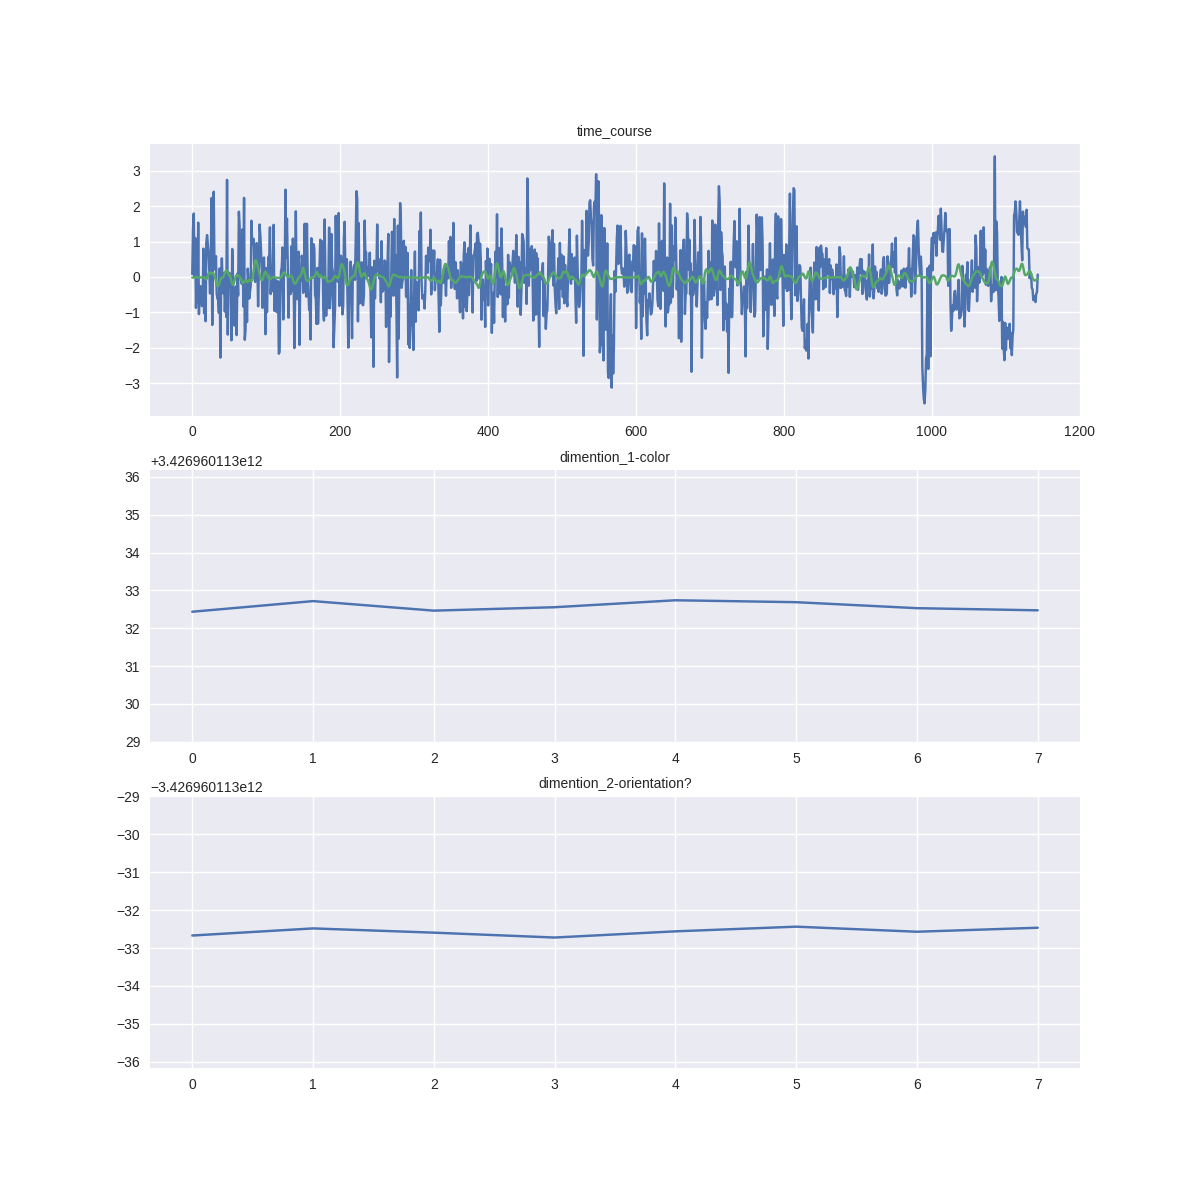 time_course
3
2
1
0
−1
−2
−3
0 200 400 600 800 1000 1200
+3.426960113e12
dimention_1-color
36
35
34
33
32
31
30
29
0 1 2 3 4 5 6 7
−3.426960113e12
dimention_2-orientation?
−29
−30
−31
−32
−33
−34
−35
−36
0 1 2 3 4 5 6 7